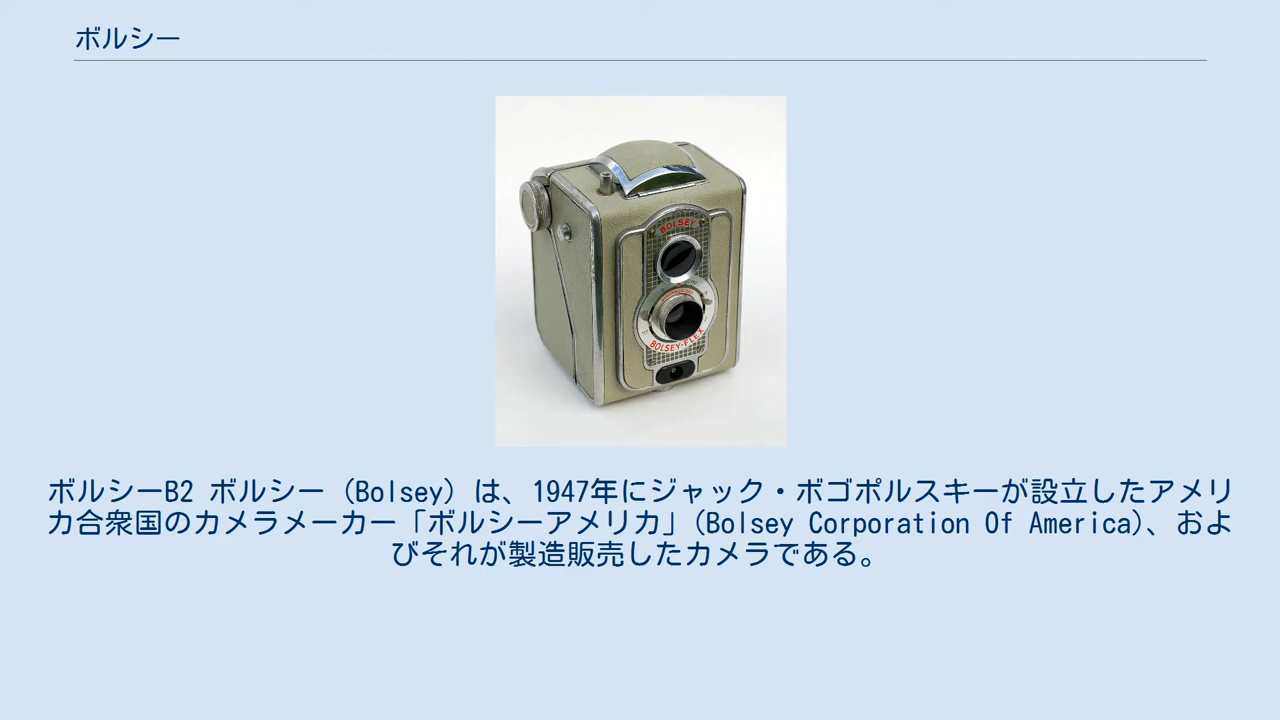 ボルシー
BOLSEY
BOLSEY-FLEX
ボルシーB2 ボルシー（Bolsey）は、1947年にジャック・ボゴポルスキーが設立したアメリ
カ合衆国のカメラメーカー「ボルシーアメリカ」(Bolsey Corporation Of America)、およ
びそれが製造販売したカメラである。